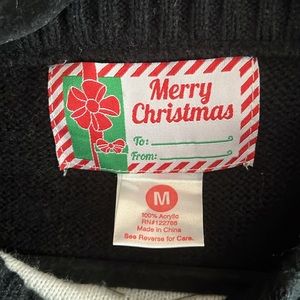 Merry
Christmas
To:
From:
M
100% Acrylic
RN#122766
Made in China
See Reverse for Care.